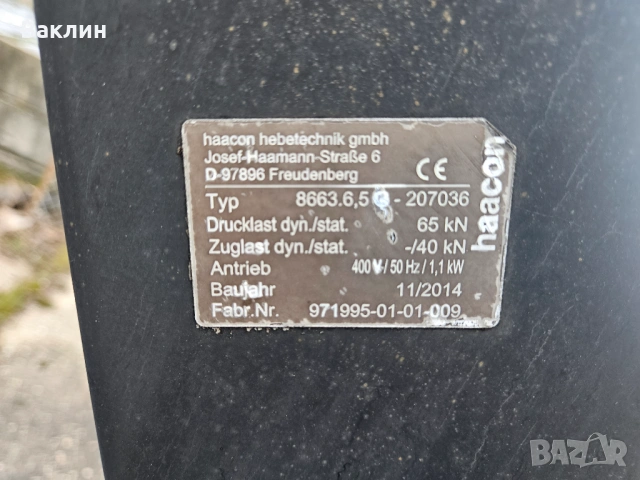 ваклин
haacon hebetechnik gmbh
Josef-Haamann-Straße 6
D-97896 Freudenberg
CE
haacon
Typ 8663.6,5 - 207036
Drucklast dyn./stat. 65 kN
Zuglast dyn./stat. -/40 kN
Antrieb 400 V / 50 Hz / 1,1 kW
Baujahr 11/2014
Fabr.Nr. 971995-01-01-009
BAZAR